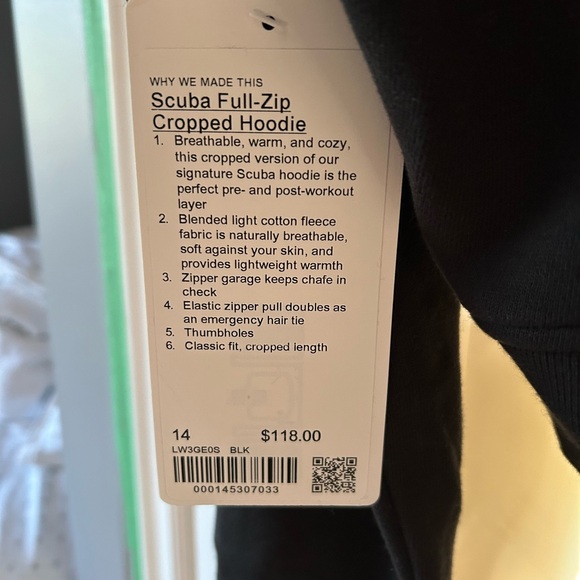 WHY WE MADE THIS
Scuba Full-Zip
Cropped Hoodie
1. Breathable, warm, and cozy,
this cropped version of our
signature Scuba hoodie is the
perfect pre- and post-workout
layer
2. Blended light cotton fleece
fabric is naturally breathable,
soft against your skin, and
provides lightweight warmth
3. Zipper garage keeps chafe in
check
4. Elastic zipper pull doubles as
an emergency hair tie
5. Thumbholes
6. Classic fit, cropped length
14 $118.00
LW3GE0S BLK
000145307033